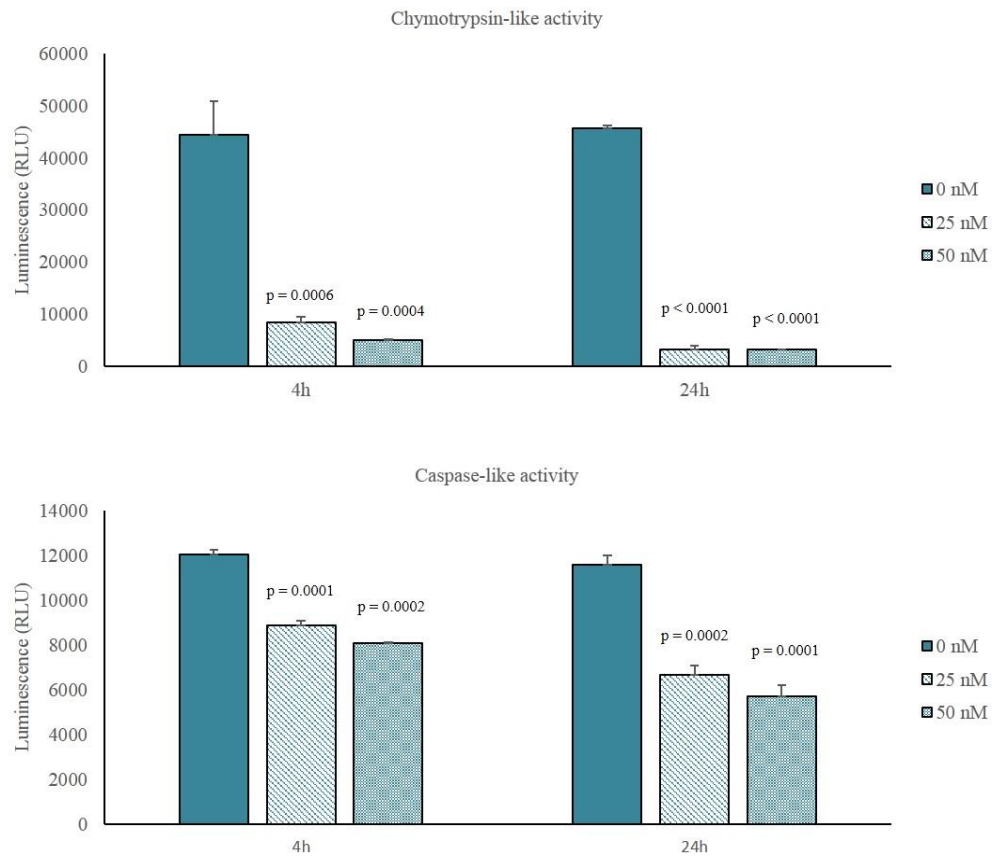 Chymotrypsin-like activity
60000
50000
40000
30000
20000
10000
0
Luminescence (RLU)
p = 0.0006
p = 0.0004
p < 0.0001
p < 0.0001
4h
24h
0 nM
25 nM
50 nM
Caspase-like activity
14000
12000
10000
8000
6000
4000
2000
0
Luminescence (RLU)
p = 0.0001
p = 0.0002
p = 0.0002
p = 0.0001
4h
24h
0 nM
25 nM
50 nM